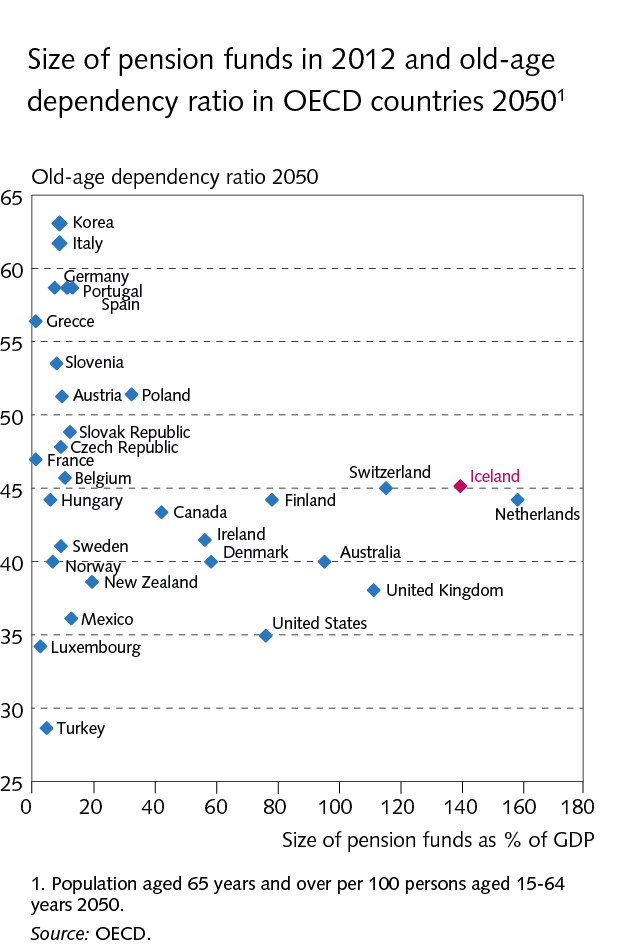 Size of pension funds in 2012 and old-age
dependency ratio in OECD countries 2050¹
Old-age dependency ratio 2050
65
Korea
Italy
60
Germany
Portugal
Spain
Grecce
55
Slovenia
Austria
Poland
50
Slovak Republic
Czech Republic
France
Switzerland
Iceland
Belgium
45
Hungary
Finland
Canada
Netherlands
Ireland
Sweden
Denmark
Australia
40
Norway
New Zealand
United Kingdom
Mexico
United States
35
Luxembourg
30
Turkey
25
0 20 40 60 80 100 120 140 160 180
Size of pension funds as % of GDP
1. Population aged 65 years and over per 100 persons aged 15-64
years 2050.
Source: OECD.